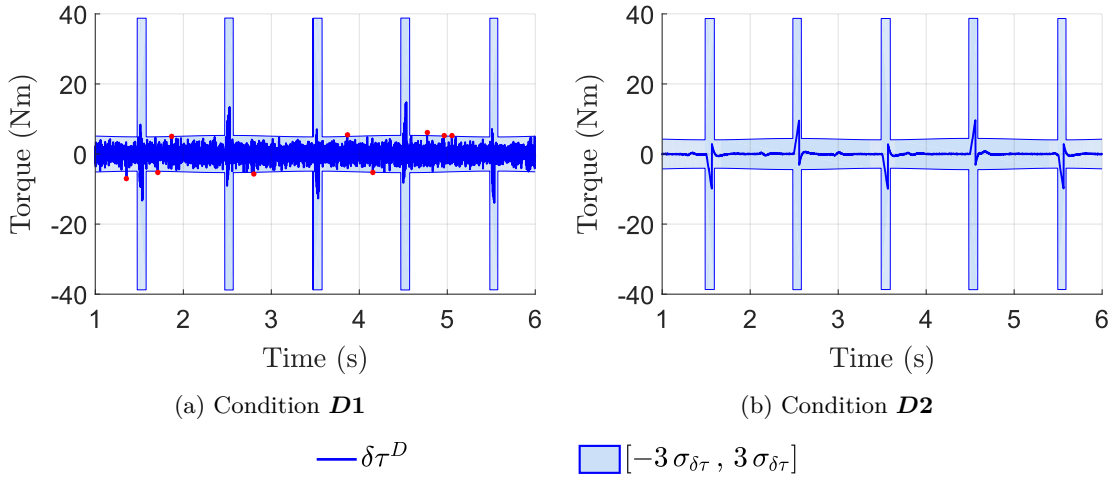 40
20
0
-20
-40
1 2 3 4 5 6
Torque (Nm)
Time (s)
(a) Condition D1
40
20
0
-20
-40
1 2 3 4 5 6
Torque (Nm)
Time (s)
(b) Condition D2
δτ^D
[−3 σ_δτ , 3 σ_δτ]